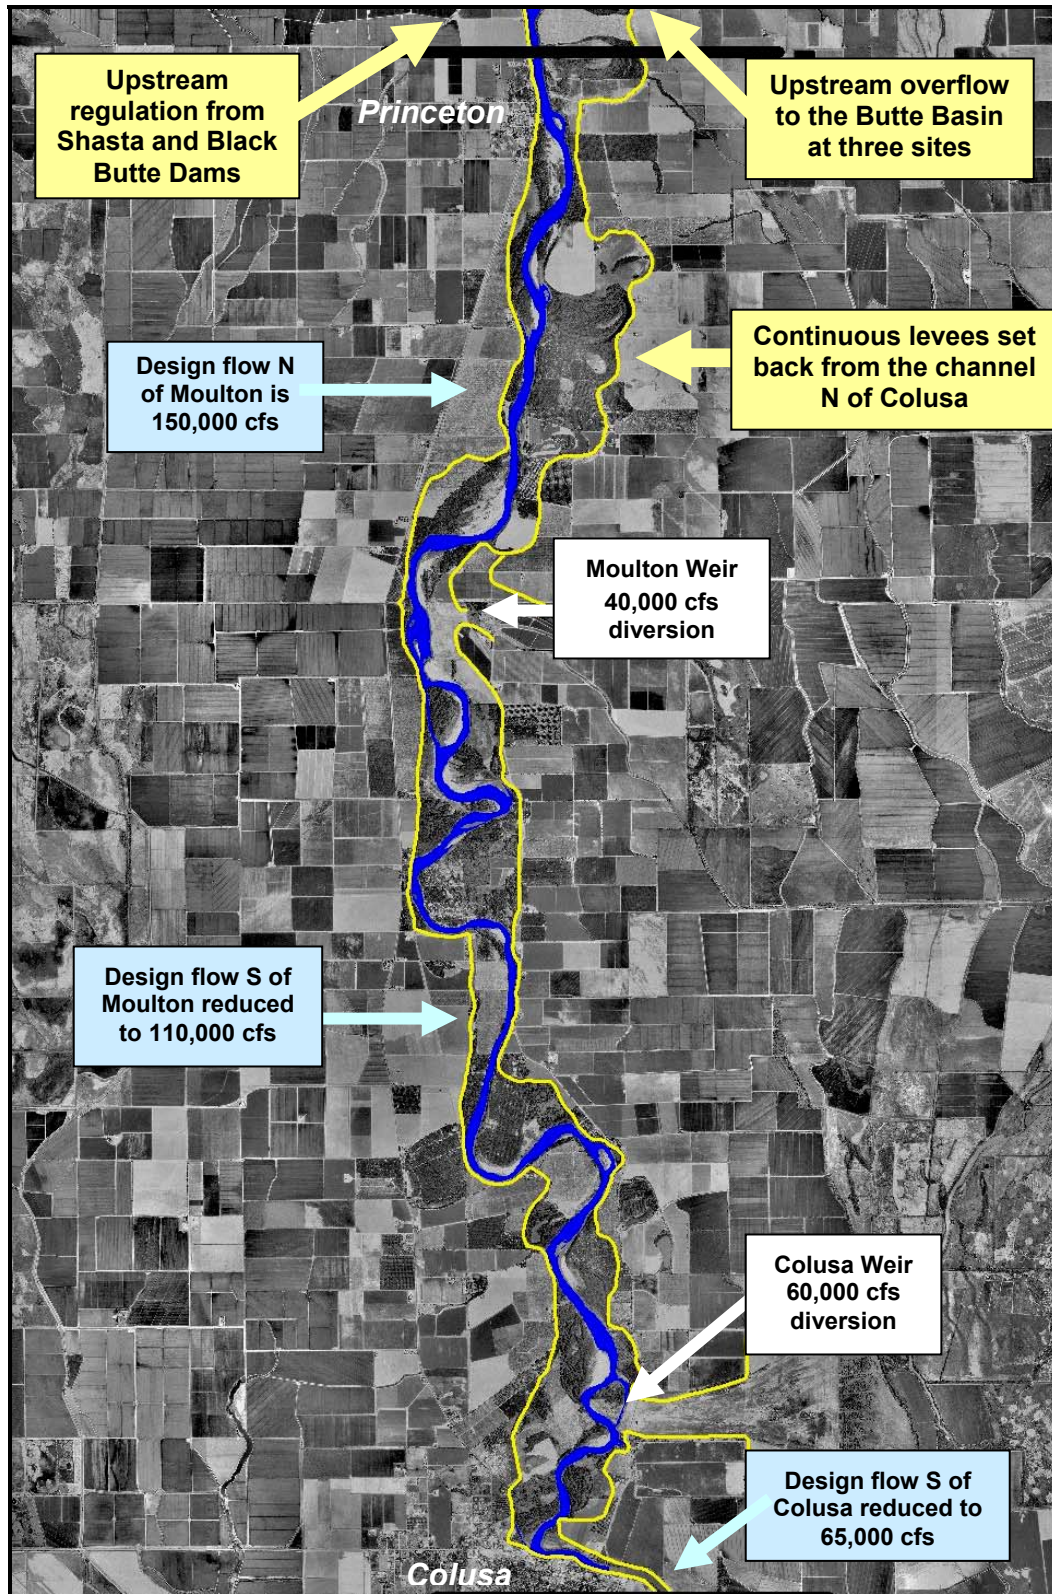 Upstream
regulation from
Shasta and Black
Butte Dams
Princeton
Upstream overflow
to the Butte Basin
at three sites
Continuous levees set
back from the channel
N of Colusa
Design flow N
of Moulton is
150,000 cfs
Moulton Weir
40,000 cfs
diversion
Design flow S of
Moulton reduced
to 110,000 cfs
Colusa Weir
60,000 cfs
diversion
Design flow S of
Colusa reduced to
65,000 cfs
Colusa